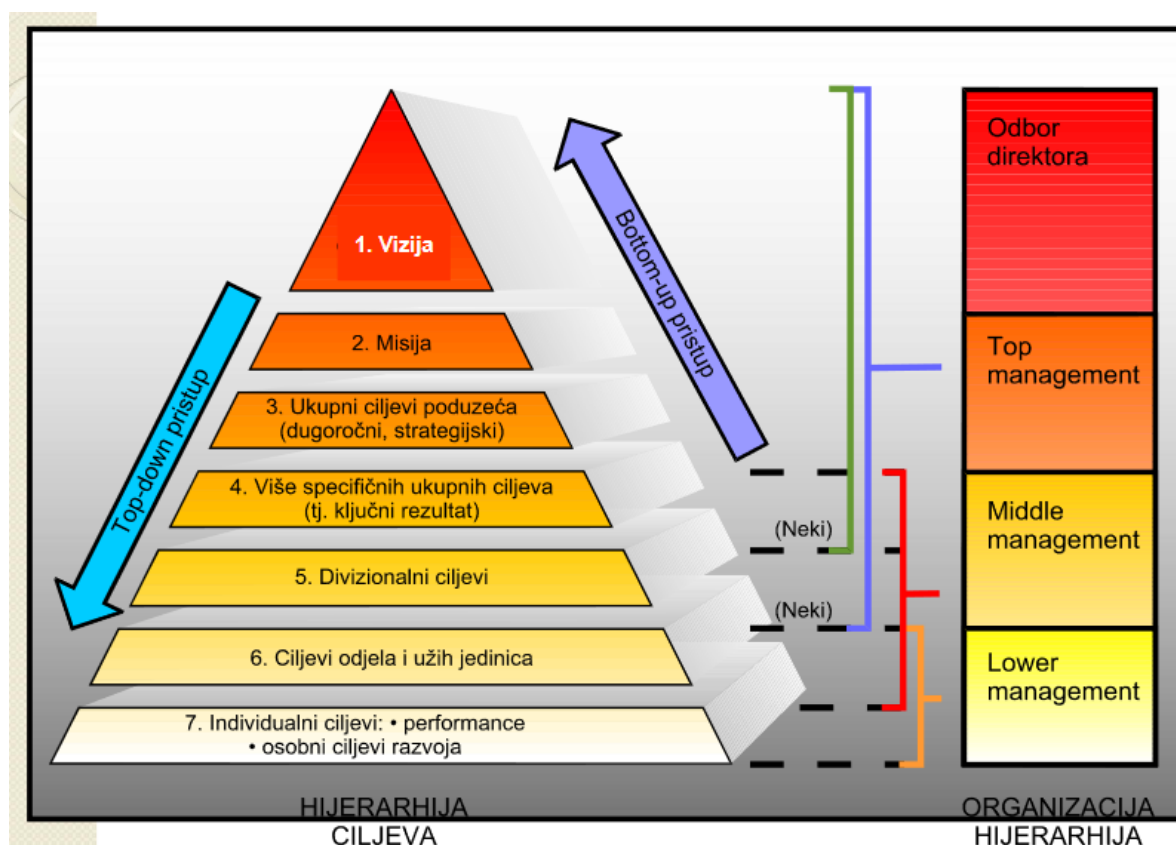 1. Vizija
2. Misija
3. Ukupni ciljevi poduzeća
(dugoročni, strategijski)
4. Više specifičnih ukupnih ciljeva
(tj. ključni rezultat)
5. Divizionalni ciljevi
6. Ciljevi odjela i užih jedinica
7. Individualni ciljevi: • performance
• osobni ciljevi razvoja
Top-down pristup
Bottom-up pristup
(Neki)
(Neki)
Odbor
direktora
Top
management
Middle
management
Lower
management
HIJERARHIJA
CILJEVA
ORGANIZACIJA
HIJERARHIJA